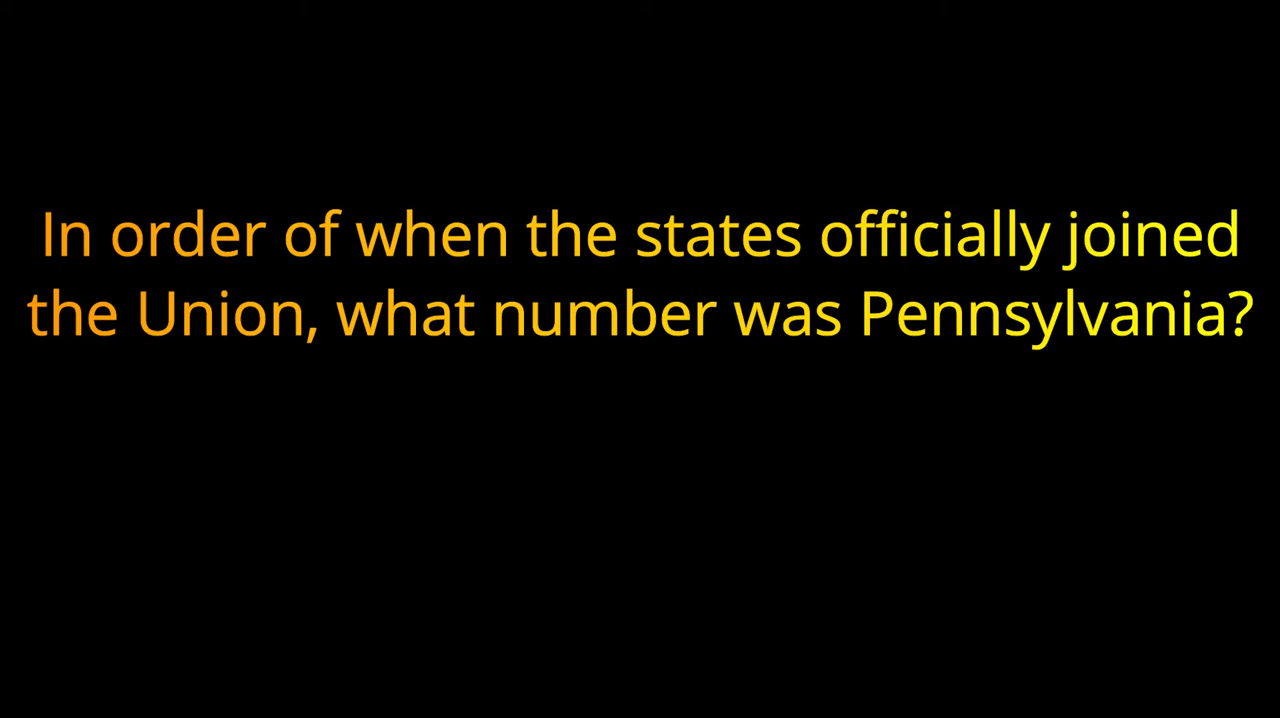 In order of when the states officially joined
the Union, what number was Pennsylvania?